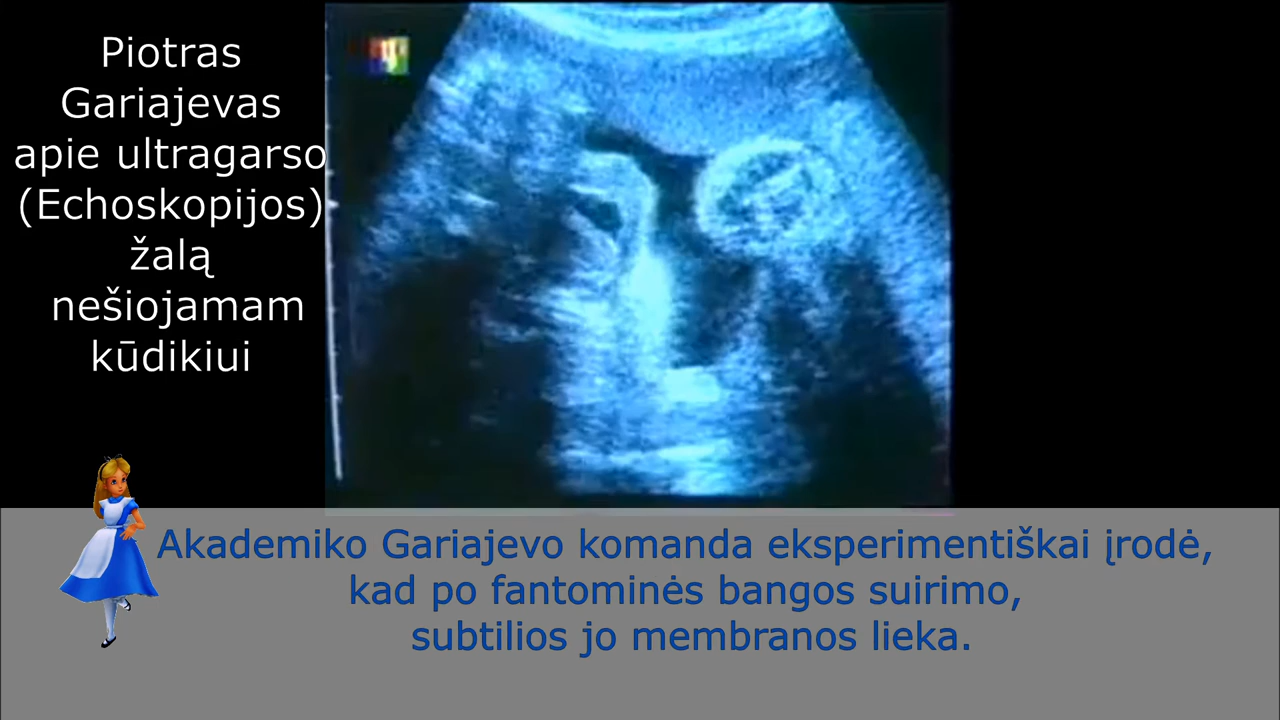 Piotras
Gariajevas
apie ultragarso
(Echoskopijos)
žalą
nešiojamam
kūdikiui
Akademiko Gariajevo komanda eksperimentiškai įrodė,
kad po fantominės bangos suirimo,
subtilios jo membranos lieka.